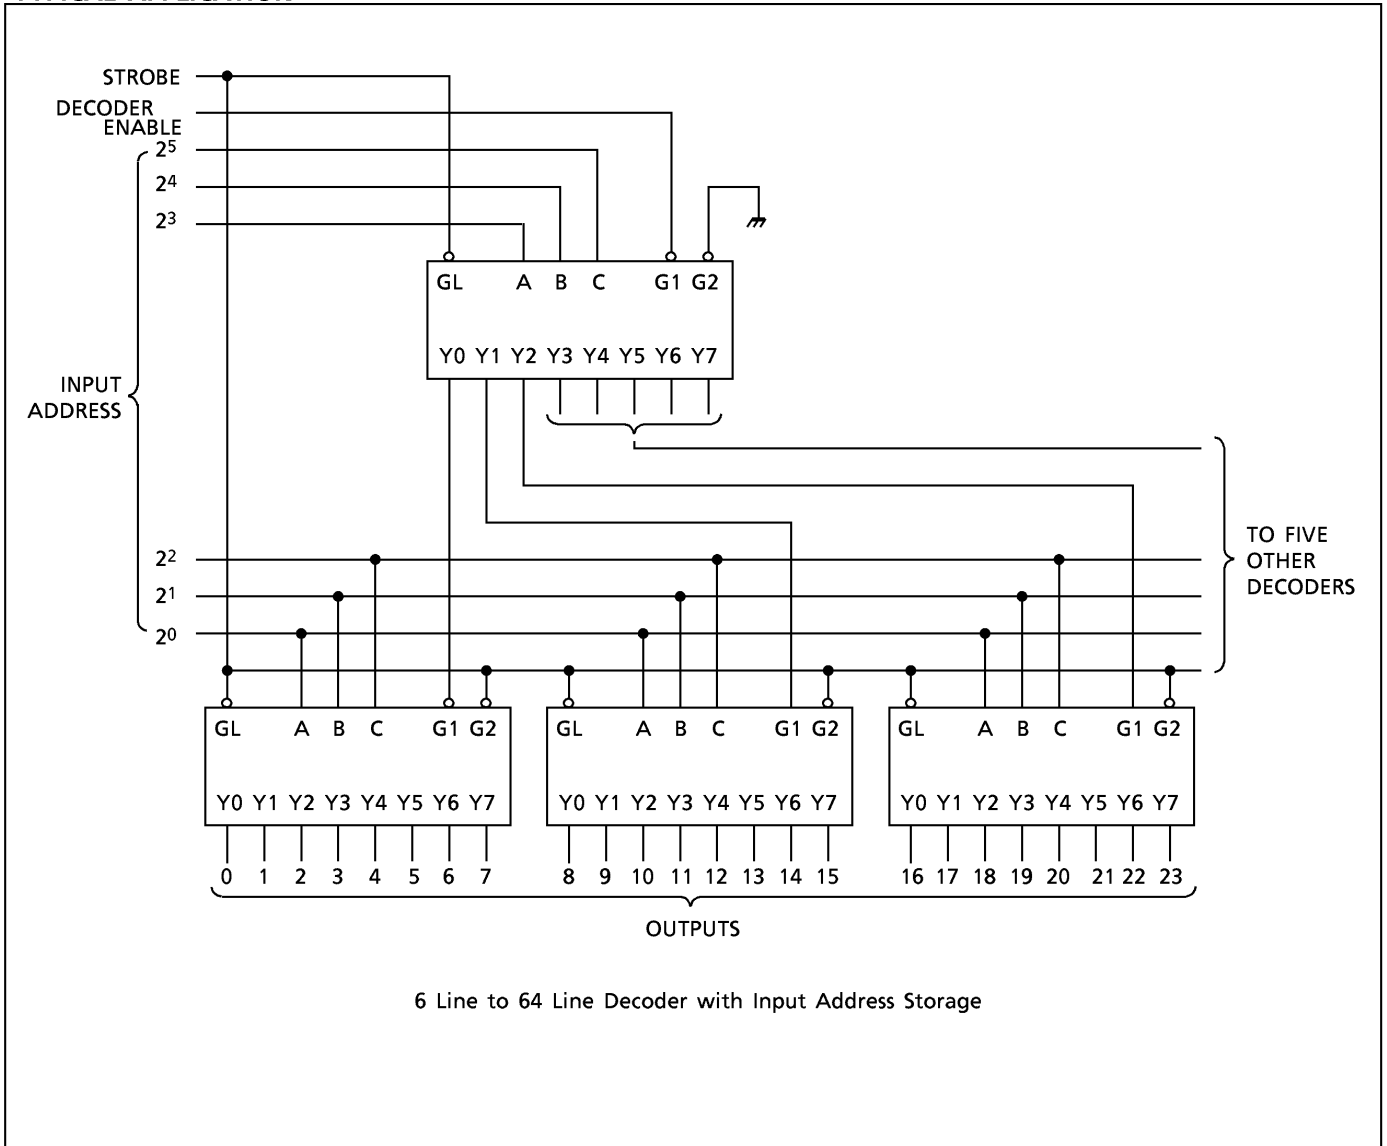 STROBE
DECODER
ENABLE
2⁵
2⁴
2³
GL A B C G1 G2
Y0 Y1 Y2 Y3 Y4 Y5 Y6 Y7
INPUT
ADDRESS
TO FIVE
OTHER
DECODERS
2²
2¹
2⁰
GL A B C G1 G2 GL A B C G1 G2 GL A B C G1 G2
Y0 Y1 Y2 Y3 Y4 Y5 Y6 Y7 Y0 Y1 Y2 Y3 Y4 Y5 Y6 Y7 Y0 Y1 Y2 Y3 Y4 Y5 Y6 Y7
0 1 2 3 4 5 6 7 8 9 10 11 12 13 14 15 16 17 18 19 20 21 22 23
OUTPUTS
6 Line to 64 Line Decoder with Input Address Storage